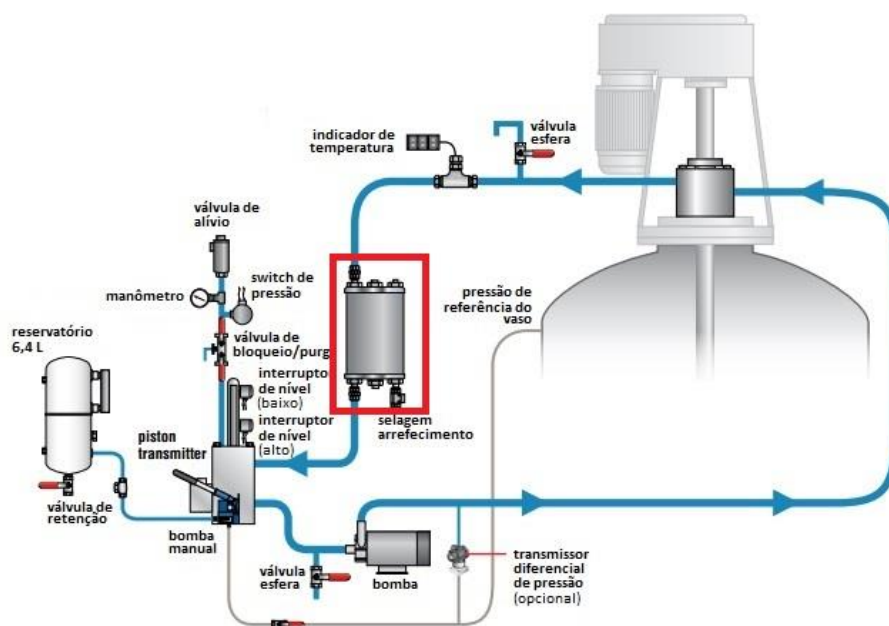 indicador de
temperatura
válvula
esfera
válvula de
alívio
switch de
pressão
manômetro
pressão de
referência do
vaso
reservatório
6,4 L
válvula de
bloqueio/purg
interruptor
de nível
(baixo)
interruptor
de nível
(alto)
selagem
arrefecimento
piston
transmitter
válvula de
retenção
bomba
manual
válvula
esfera
bomba
transmissor
diferencial
de pressão
(opcional)